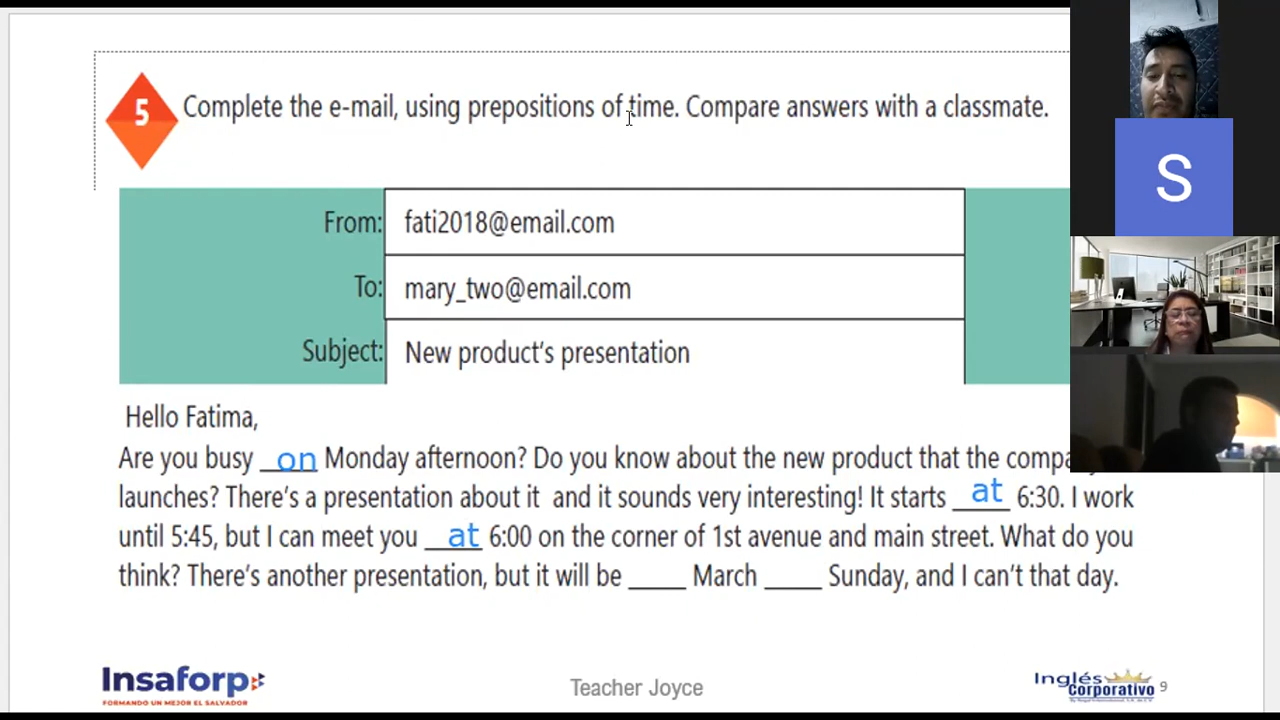 5
Complete the e-mail, using prepositions of time. Compare answers with a classmate.
S
From: fati2018@email.com
To: mary_two@email.com
Subject: New product's presentation
Hello Fatima,
Are you busy on Monday afternoon? Do you know about the new product that the
launches? There's a presentation about it and it sounds very interesting! It starts at 6:30. I work
until 5:45, but I can meet you at 6:00 on the corner of 1st avenue and main street. What do you
think? There's another presentation, but it will be _____ March _____ Sunday, and I can't that day.
Insaforp
FORMANDO UN MEJOR EL SALVADOR
Teacher Joyce
Inglés
Corporativo
9